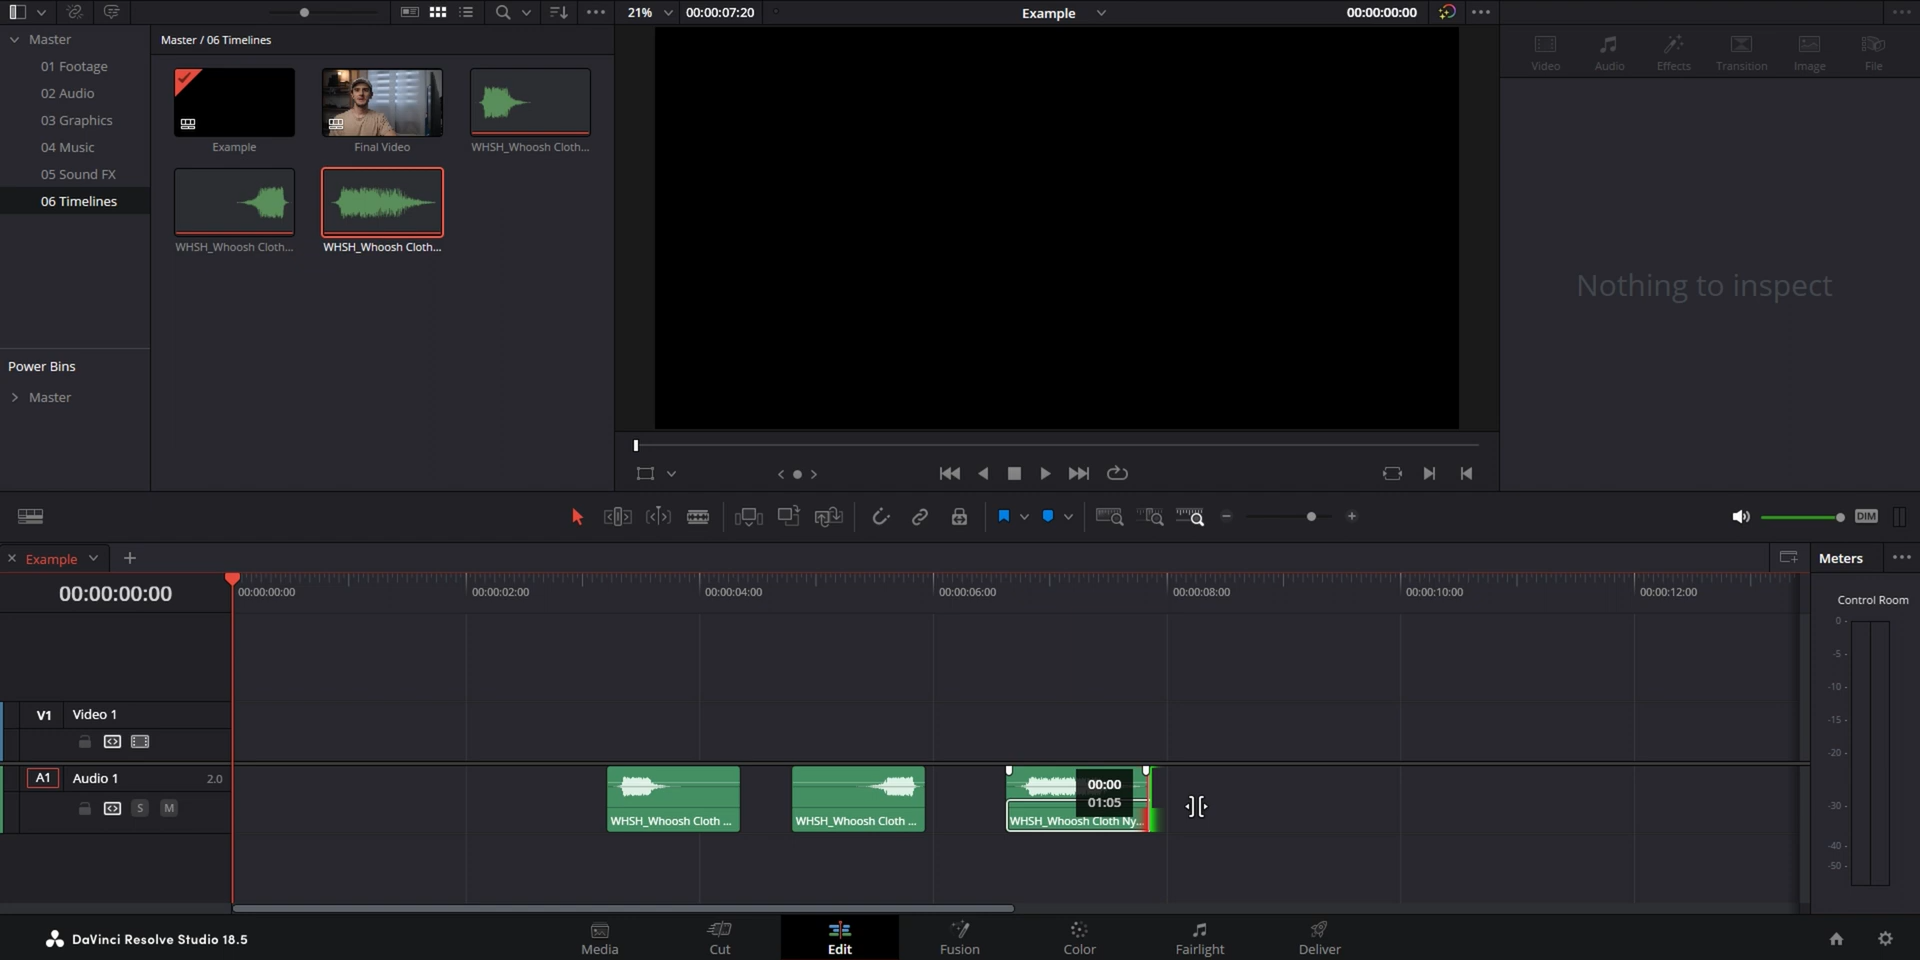 21%
00:00:07:20
Example
00:00:00:00
Master
01 Footage
02 Audio
03 Graphics
04 Music
05 Sound FX
06 Timelines
Power Bins
Master
Master / 06 Timelines
Example
Final Video
WHSH_Whoosh Cloth...
WHSH_Whoosh Cloth...
WHSH_Whoosh Cloth...
Video
Audio
Effects
Transition
Image
File
Nothing to inspect
DIM
Example
Meters
00:00:00:00
00:00:00:00
00:00:02:00
00:00:04:00
00:00:06:00
00:00:08:00
00:00:10:00
00:00:12:00
Control Room
0
-5
-10
-15
-20
-30
-40
-50
V1
Video 1
A1
Audio 1
2.0
S
M
WHSH_Whoosh Cloth ...
WHSH_Whoosh Cloth ...
00:00
01:05
WHSH_Whoosh Cloth Ny...
DaVinci Resolve Studio 18.5
Media
Cut
Edit
Fusion
Color
Fairlight
Deliver